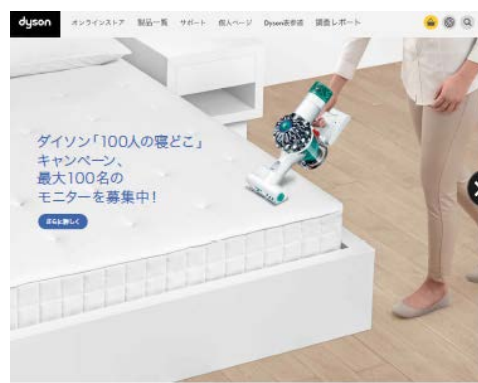 dyson オンラインストア 製品一覧 サポート 個人ページ Dyson表参道 調査レポート
ダイソン「100人の寝どこ」
キャンペーン、
最大100名の
モニターを募集中!
さらに詳しく